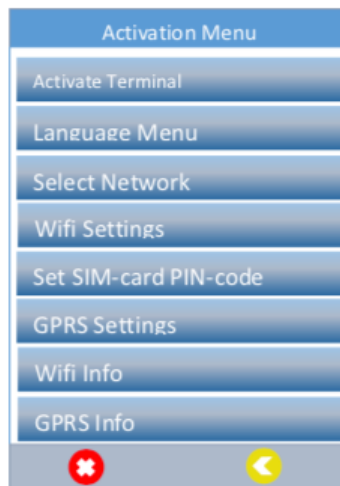 Activation Menu
Activate Terminal
Language Menu
Select Network
Wifi Settings
Set SIM-card PIN-code
GPRS Settings
Wifi Info
GPRS Info